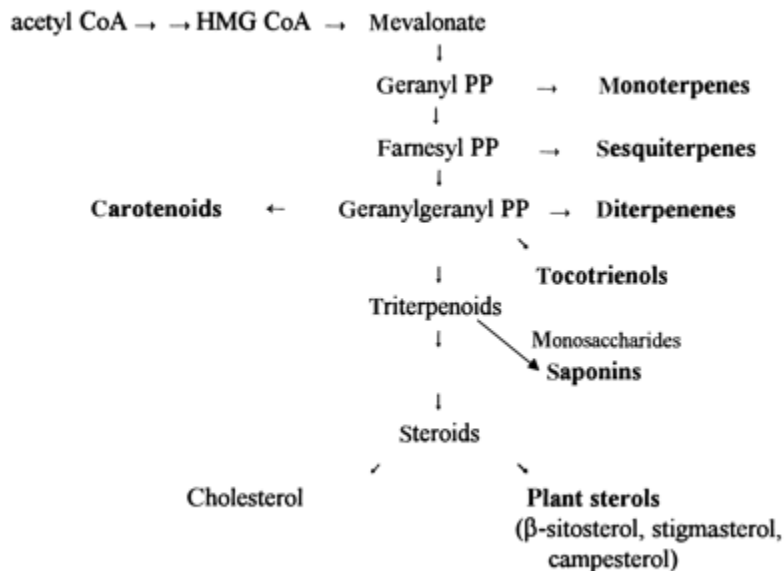 acetyl CoA → → HMG CoA → Mevalonate
↓
Geranyl PP → Monoterpenes
↓
Farnesyl PP → Sesquiterpenes
↓
Carotenoids ← Geranylgeranyl PP → Diterpenenes
↘
↓ Tocotrienols
Triterpenoids
↓ Monosaccharides
Saponins
↓
Steroids
↙ ↘
Cholesterol Plant sterols
(β-sitosterol, stigmasterol,
campesterol)